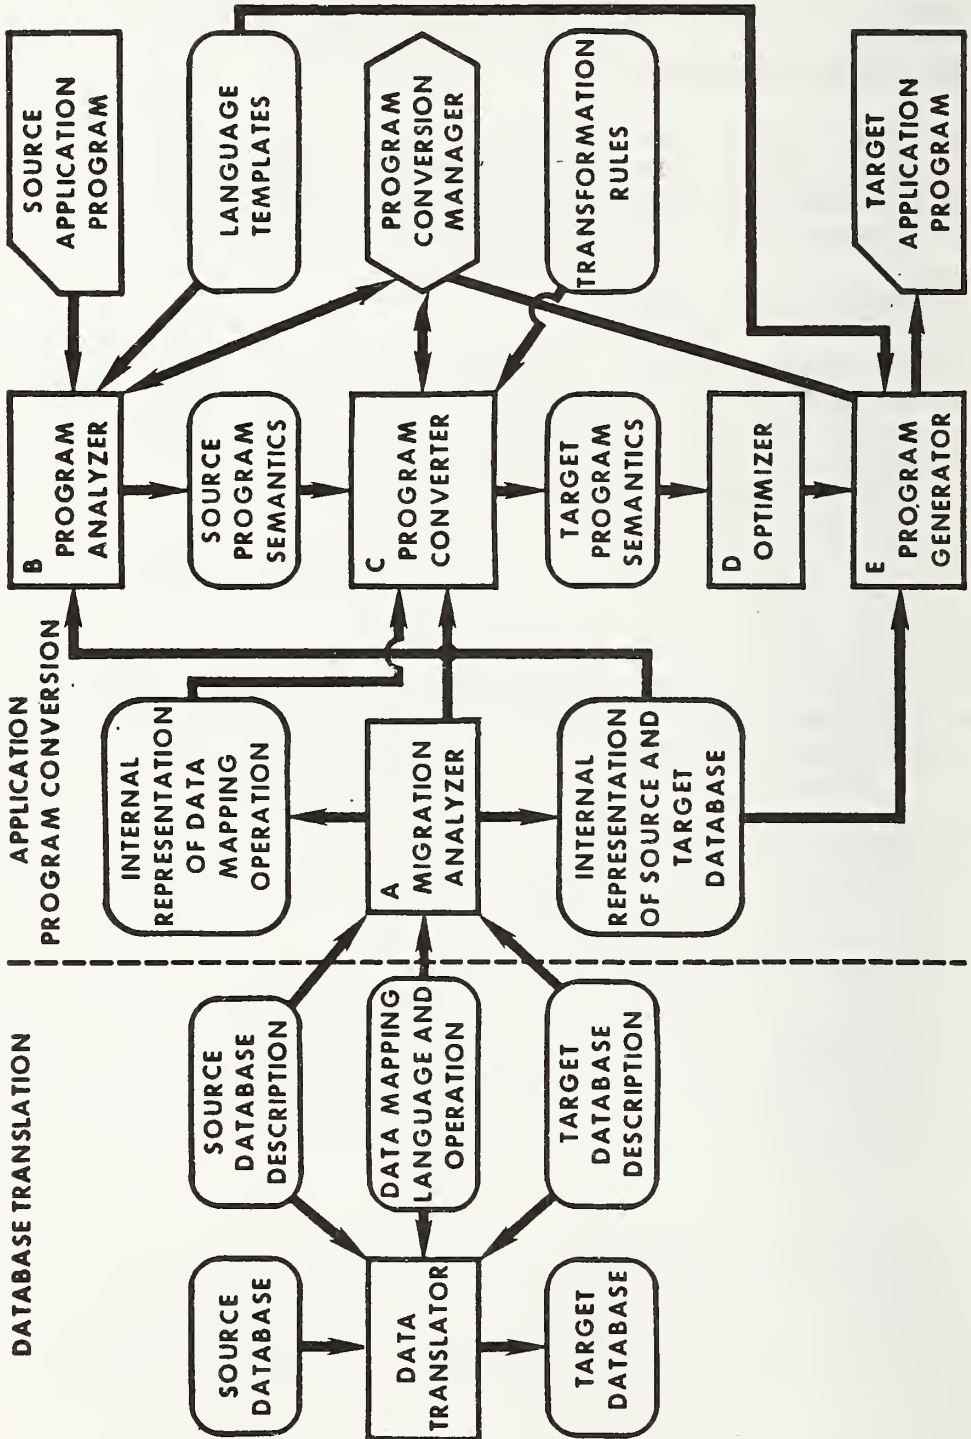 DATABASE TRANSLATION
APPLICATION
PROGRAM CONVERSION
SOURCE
DATABASE
DATA
TRANSLATOR
TARGET
DATABASE
SOURCE
DATABASE
DESCRIPTION
DATA MAPPING
LANGUAGE AND
OPERATION
TARGET
DATABASE
DESCRIPTION
INTERNAL
REPRESENTATION
OF DATA
MAPPING
OPERATION
A
MIGRATION
ANALYZER
INTERNAL
REPRESENTATION
OF SOURCE AND
TARGET
DATABASE
B
PROGRAM
ANALYZER
SOURCE
PROGRAM
SEMANTICS
C
PROGRAM
CONVERTER
TARGET
PROGRAM
SEMANTICS
D
OPTIMIZER
E
PROGRAM
GENERATOR
SOURCE
APPLICATION
PROGRAM
LANGUAGE
TEMPLATES
PROGRAM
CONVERSION
MANAGER
TRANSFORMATION
RULES
TARGET
APPLICATION
PROGRAM